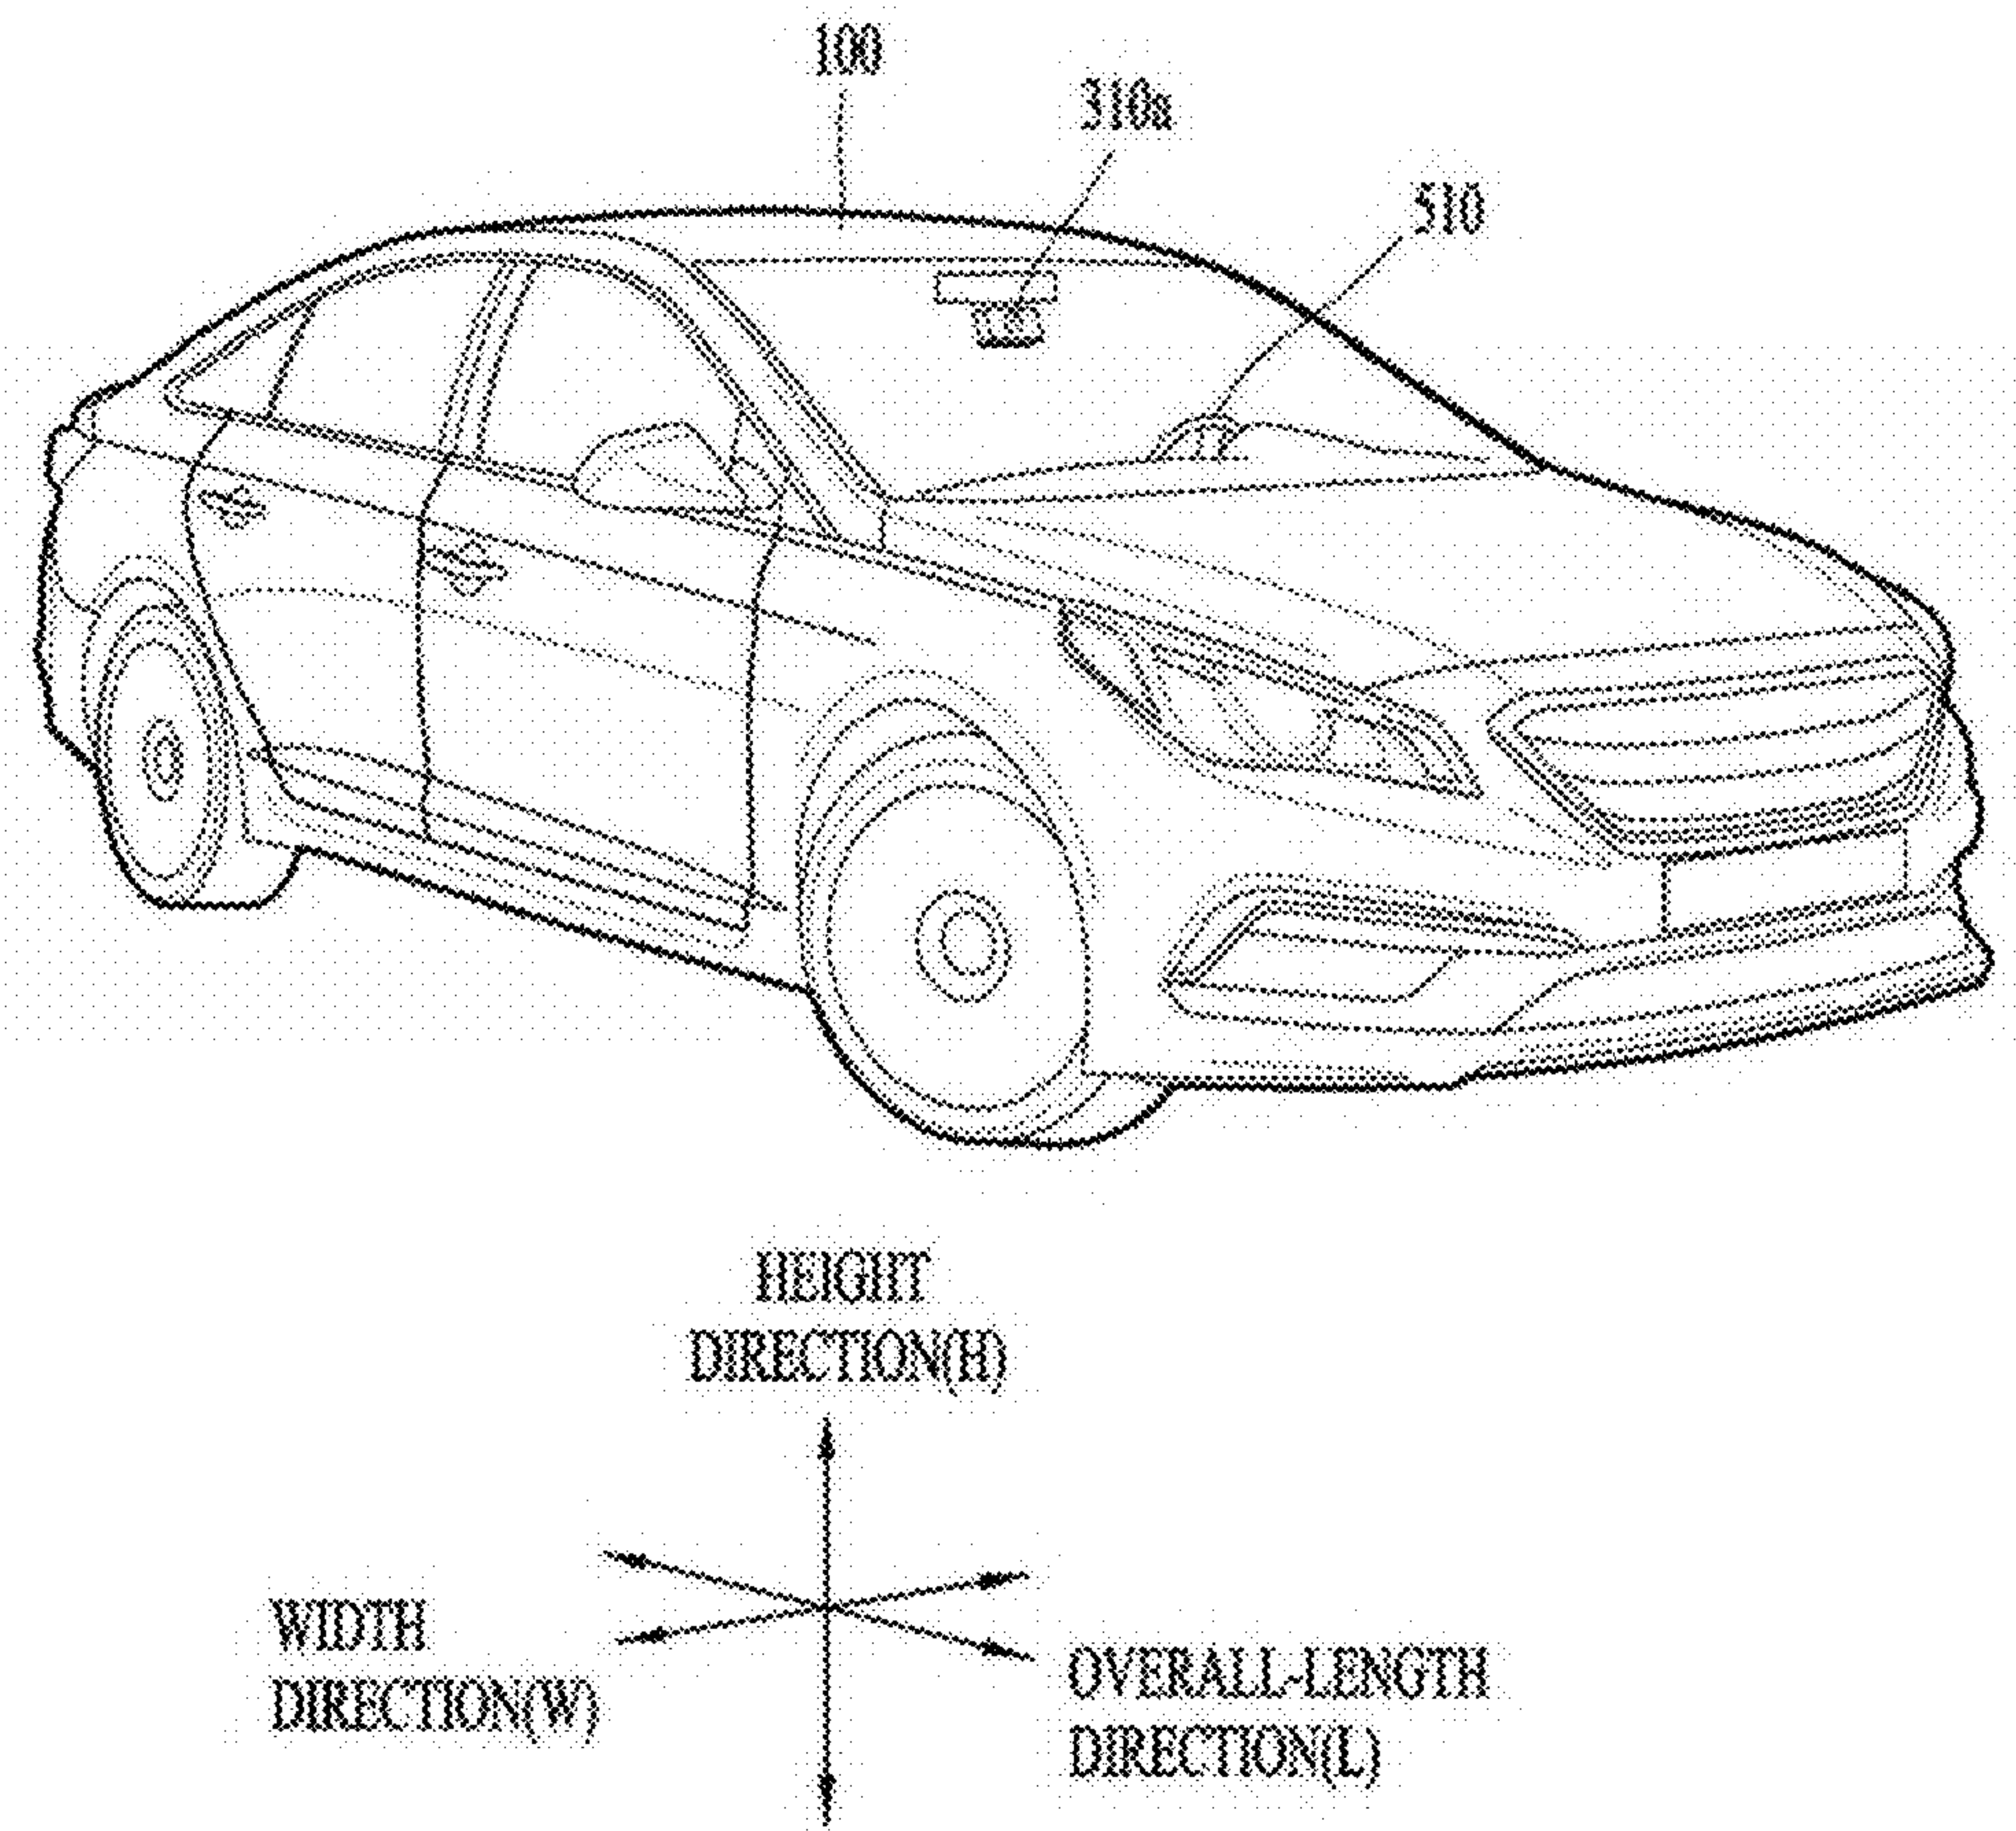 100
310a
510
HEIGHT
DIRECTION(H)
WIDTH
DIRECTION(W)
OVERALL-LENGTH
DIRECTION(L)